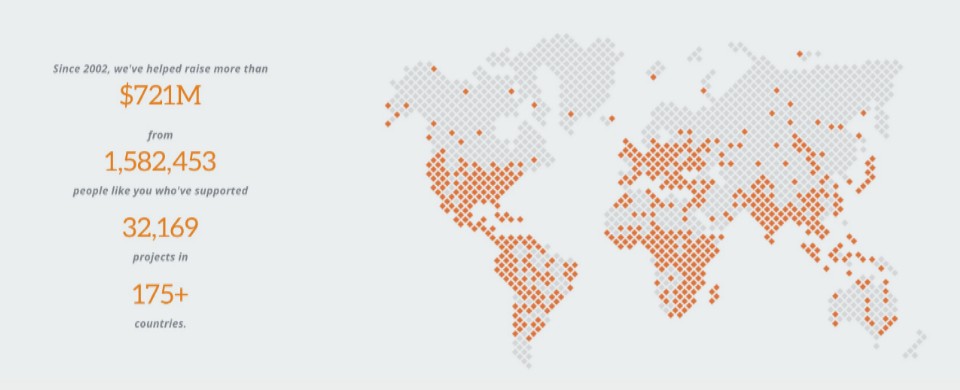 Since 2002, we've helped raise more than
$721M
from
1,582,453
people like you who've supported
32,169
projects in
175+
countries.